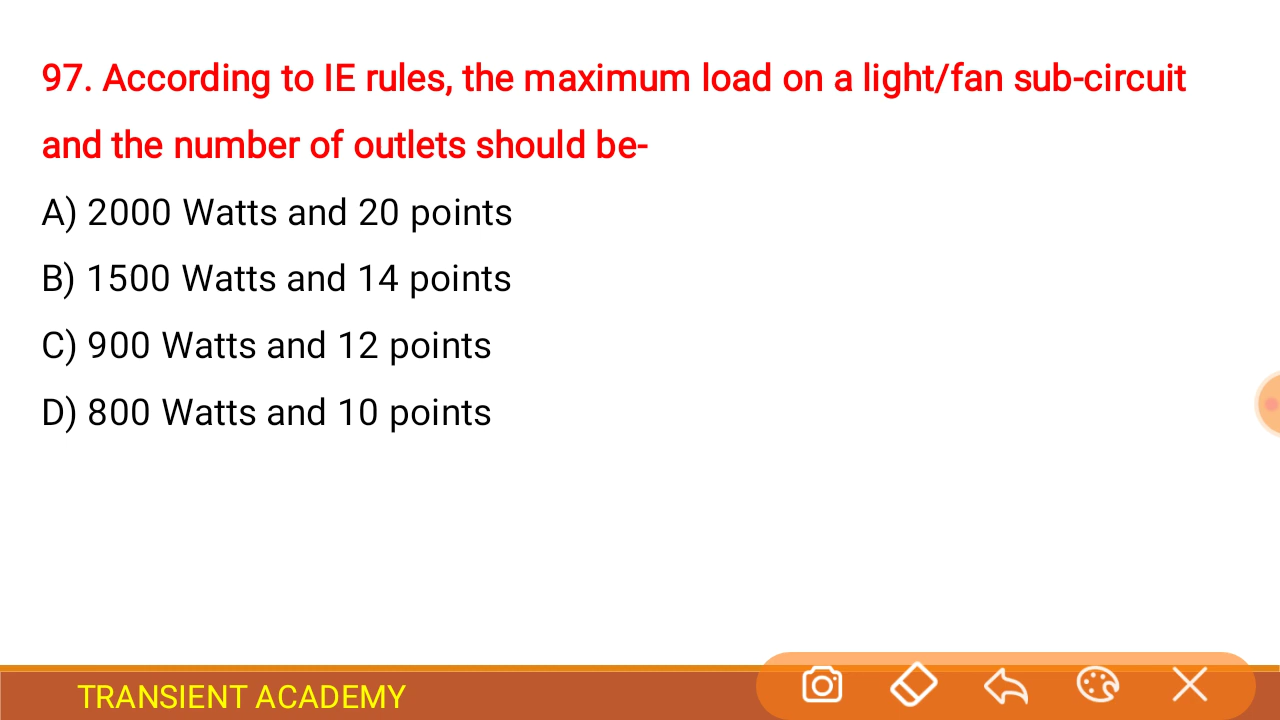 97. According to IE rules, the maximum load on a light/fan sub-circuit
and the number of outlets should be-
A) 2000 Watts and 20 points
B) 1500 Watts and 14 points
C) 900 Watts and 12 points
D) 800 Watts and 10 points
TRANSIENT ACADEMY